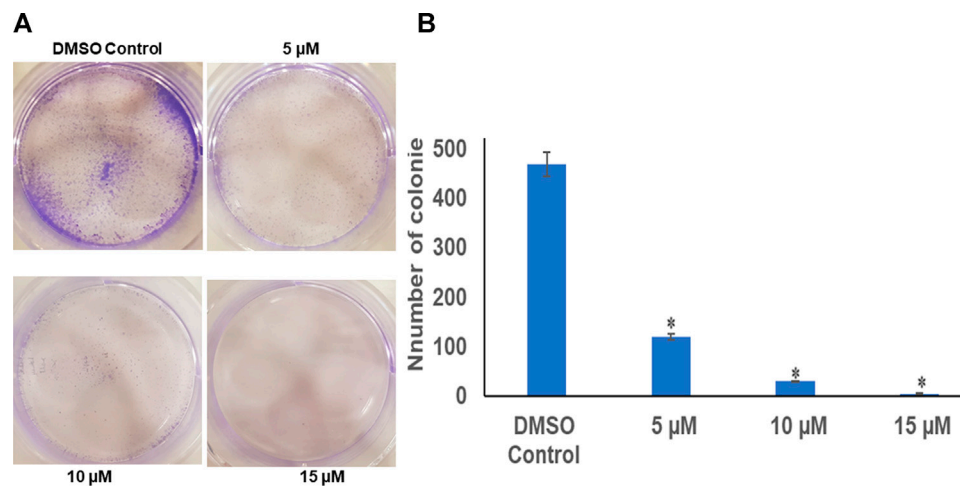 A
DMSO Control
5 µM
10 µM
15 µM
B
Nnumber of colonie
500
400
300
200
100
0
*
*
*
DMSO
Control
5 µM
10 µM
15 µM